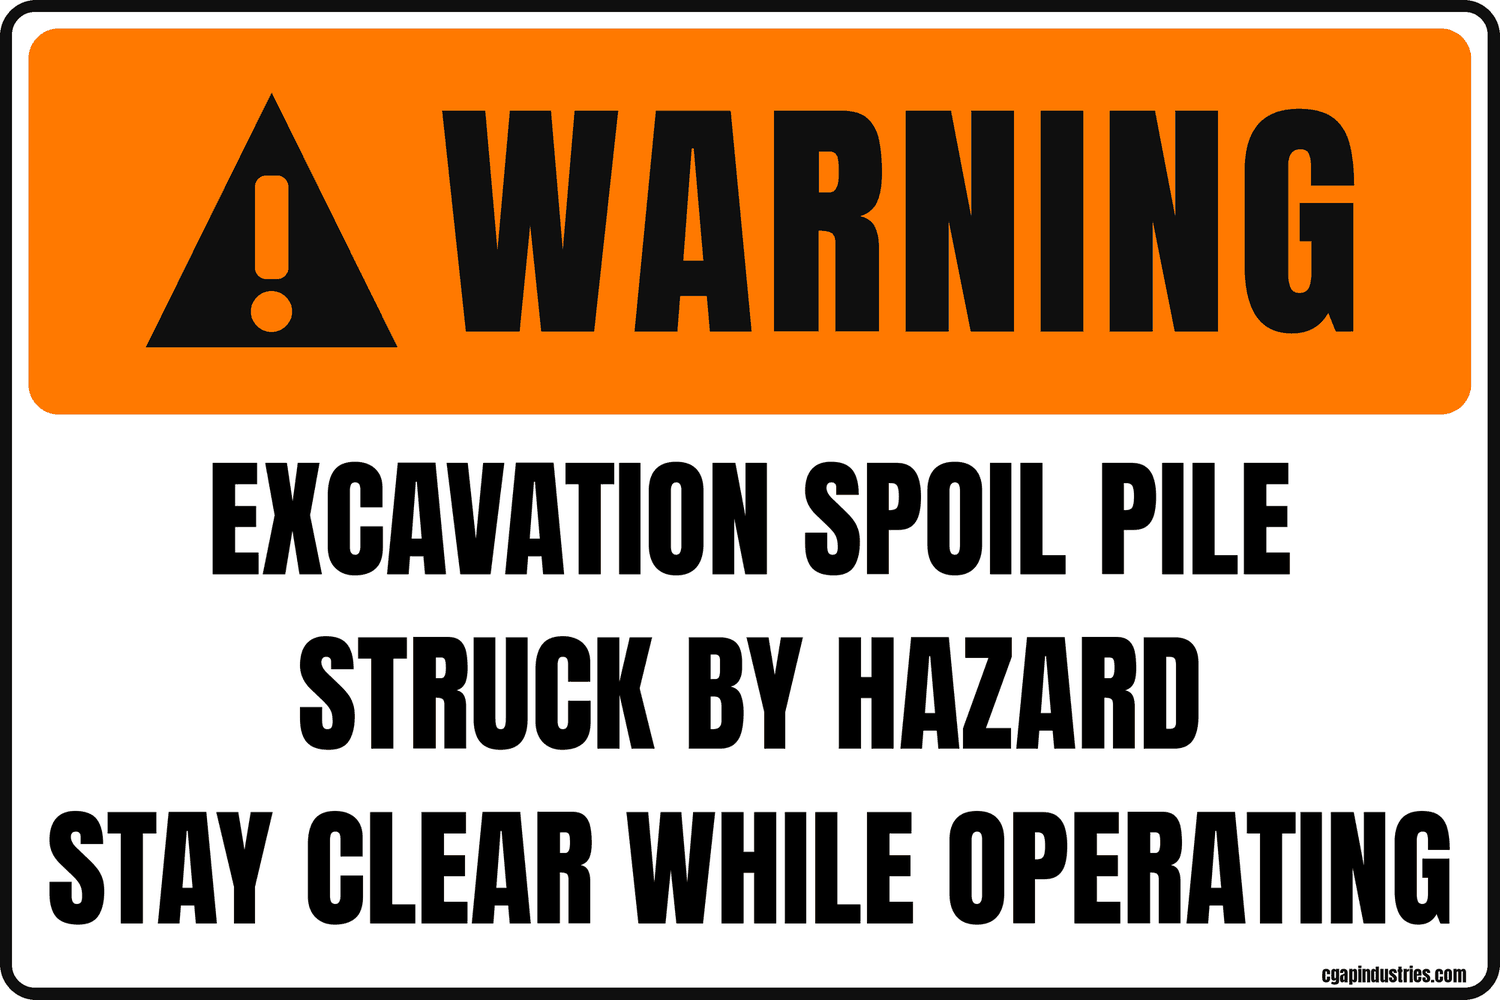 WARNING
EXCAVATION SPOIL PILE
STRUCK BY HAZARD
STAY CLEAR WHILE OPERATING
cgapindustries.com